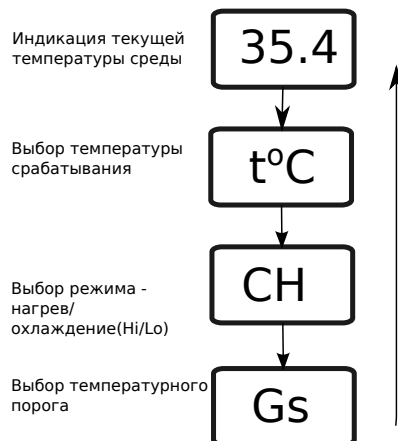 Индикация текущей
температуры среды
35.4
Выбор температуры
срабатывания
t°C
Выбор режима -
нагрев/
охлаждение(Hi/Lo)
CH
Выбор температурного
порога
Gs